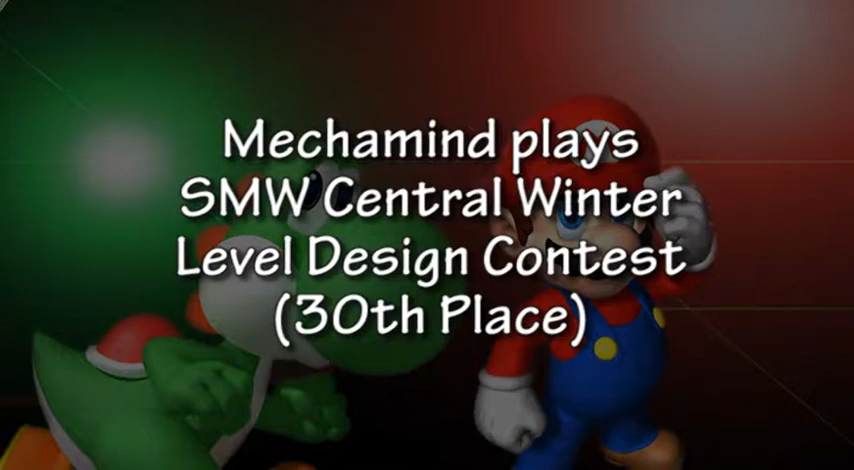 Mechamind plays
SMW Central Winter
Level Design Contest
(30th Place)